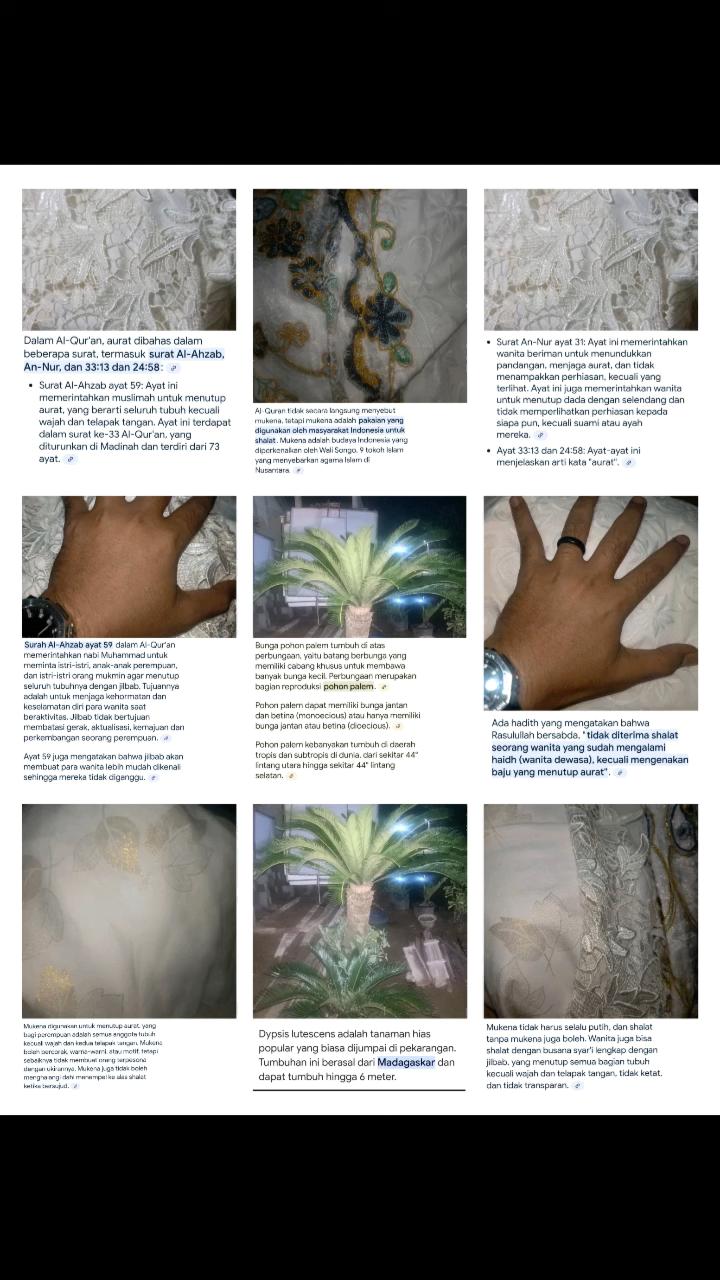 Dalam Al-Qur'an, aurat dibahas dalam
beberapa surat, termasuk surat Al-Ahzab,
An-Nur, dan 33:13 dan 24:58:
• Surat Al-Ahzab ayat 59: Ayat ini
memerintahkan muslimah untuk menutup
aurat, yang berarti seluruh tubuh kecuali
wajah dan telapak tangan. Ayat ini terdapat
dalam surat ke-33 Al-Qur'an, yang
diturunkan di Madinah dan terdiri dari 73
ayat.
Al-Quran tidak secara langsung menyebut
mukena, tetapi mukena adalah pakaian yang
digunakan oleh masyarakat Indonesia untuk
shalat. Mukena adalah budaya Indonesia yang
diperkenalkan oleh Wali Songo, 9 tokoh Islam
yang menyebarkan agama Islam di
Nusantara.
• Surat An-Nur ayat 31: Ayat ini memerintahkan
wanita beriman untuk menundukkan
pandangan, menjaga aurat, dan tidak
menampakkan perhiasan, kecuali yang
terlihat. Ayat ini juga memerintahkan wanita
untuk menutup dada dengan selendang dan
tidak memperlihatkan perhiasan kepada
siapa pun, kecuali suami atau ayah
mereka.
• Ayat 33:13 dan 24:58: Ayat-ayat ini
menjelaskan arti kata "aurat".
Surah Al-Ahzab ayat 59 dalam Al-Qur'an
memerintahkan nabi Muhammad untuk
meminta istri-istri, anak-anak perempuan,
dan istri-istri orang mukmin agar menutup
seluruh tubuhnya dengan jilbab. Tujuannya
adalah untuk menjaga kehormatan dan
keselamatan diri para wanita saat
beraktivitas. Jilbab tidak bertujuan
membatasi gerak, aktualisasi, kemajuan dan
perkembangan seorang perempuan.
Ayat 59 juga mengatakan bahwa jilbab akan
membuat para wanita lebih mudah dikenali
sehingga mereka tidak diganggu.
Bunga pohon palem tumbuh di atas
perbungaan, yaitu batang berbunga yang
memiliki cabang khusus untuk membawa
banyak bunga kecil. Perbungaan merupakan
bagian reproduksi pohon palem.
Pohon palem dapat memiliki bunga jantan
dan betina (monoecious) atau hanya memiliki
bunga jantan atau betina (dioecious).
Pohon palem kebanyakan tumbuh di daerah
tropis dan subtropis di dunia, dari sekitar 44°
lintang utara hingga sekitar 44° lintang
selatan.
Ada hadith yang mengatakan bahwa
Rasulullah bersabda, "tidak diterima shalat
seorang wanita yang sudah mengalami
haidh (wanita dewasa), kecuali mengenakan
baju yang menutup aurat".
Mukena digunakan untuk menutup aurat, yang
bagi perempuan adalah semua anggota tubuh
kecuali wajah dan kedua telapak tangan. Mukena
boleh bercorak, warna-warni, atau motif, tetapi
sebaiknya tidak membuat orang terpesona
dengan ukirannya. Mukena juga tidak boleh
menghalangi dahi menempel ke alas shalat
ketika bersujud.
Dypsis lutescens adalah tanaman hias
popular yang biasa dijumpai di pekarangan.
Tumbuhan ini berasal dari Madagaskar dan
dapat tumbuh hingga 6 meter.
Mukena tidak harus selalu putih, dan shalat
tanpa mukena juga boleh. Wanita juga bisa
shalat dengan busana syar'i lengkap dengan
jilbab, yang menutup semua bagian tubuh
kecuali wajah dan telapak tangan, tidak ketat,
dan tidak transparan.